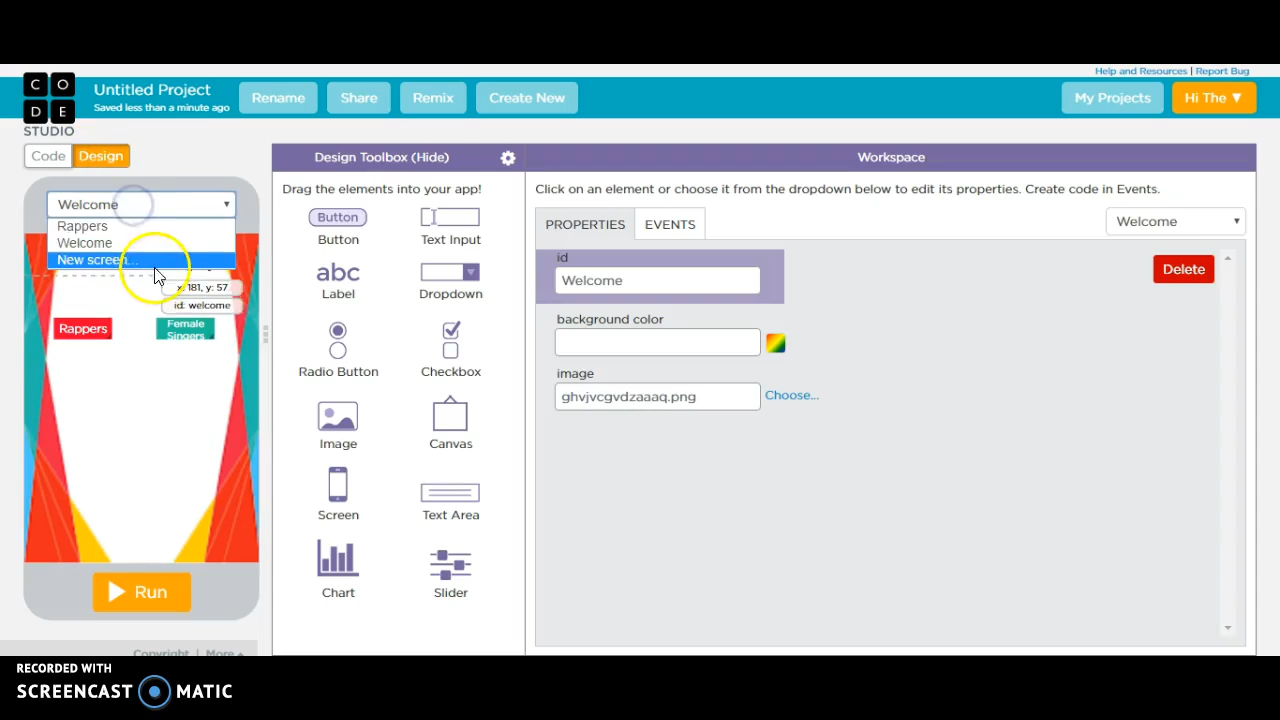 Help and Resources | Report Bug
CO
DE
STUDIO
Untitled Project
Saved less than a minute ago
Rename
Share
Remix
Create New
My Projects
Hi The ▼
Code
Design
Design Toolbox (Hide)
Workspace
Welcome
Rappers
Welcome
New screen...
x: 181, y: 57
id: welcome
Rappers
Female
Singers
Run
Copyright | More
Drag the elements into your app!
Button
Button
Text Input
abc
Label
Dropdown
Radio Button
Checkbox
Image
Canvas
Screen
Text Area
Chart
Slider
Click on an element or choose it from the dropdown below to edit its properties. Create code in Events.
PROPERTIES
EVENTS
Welcome
id
Welcome
Delete
background color
image
ghvjvcgvdzaaaq.png
Choose...
RECORDED WITH
SCREENCAST MATIC